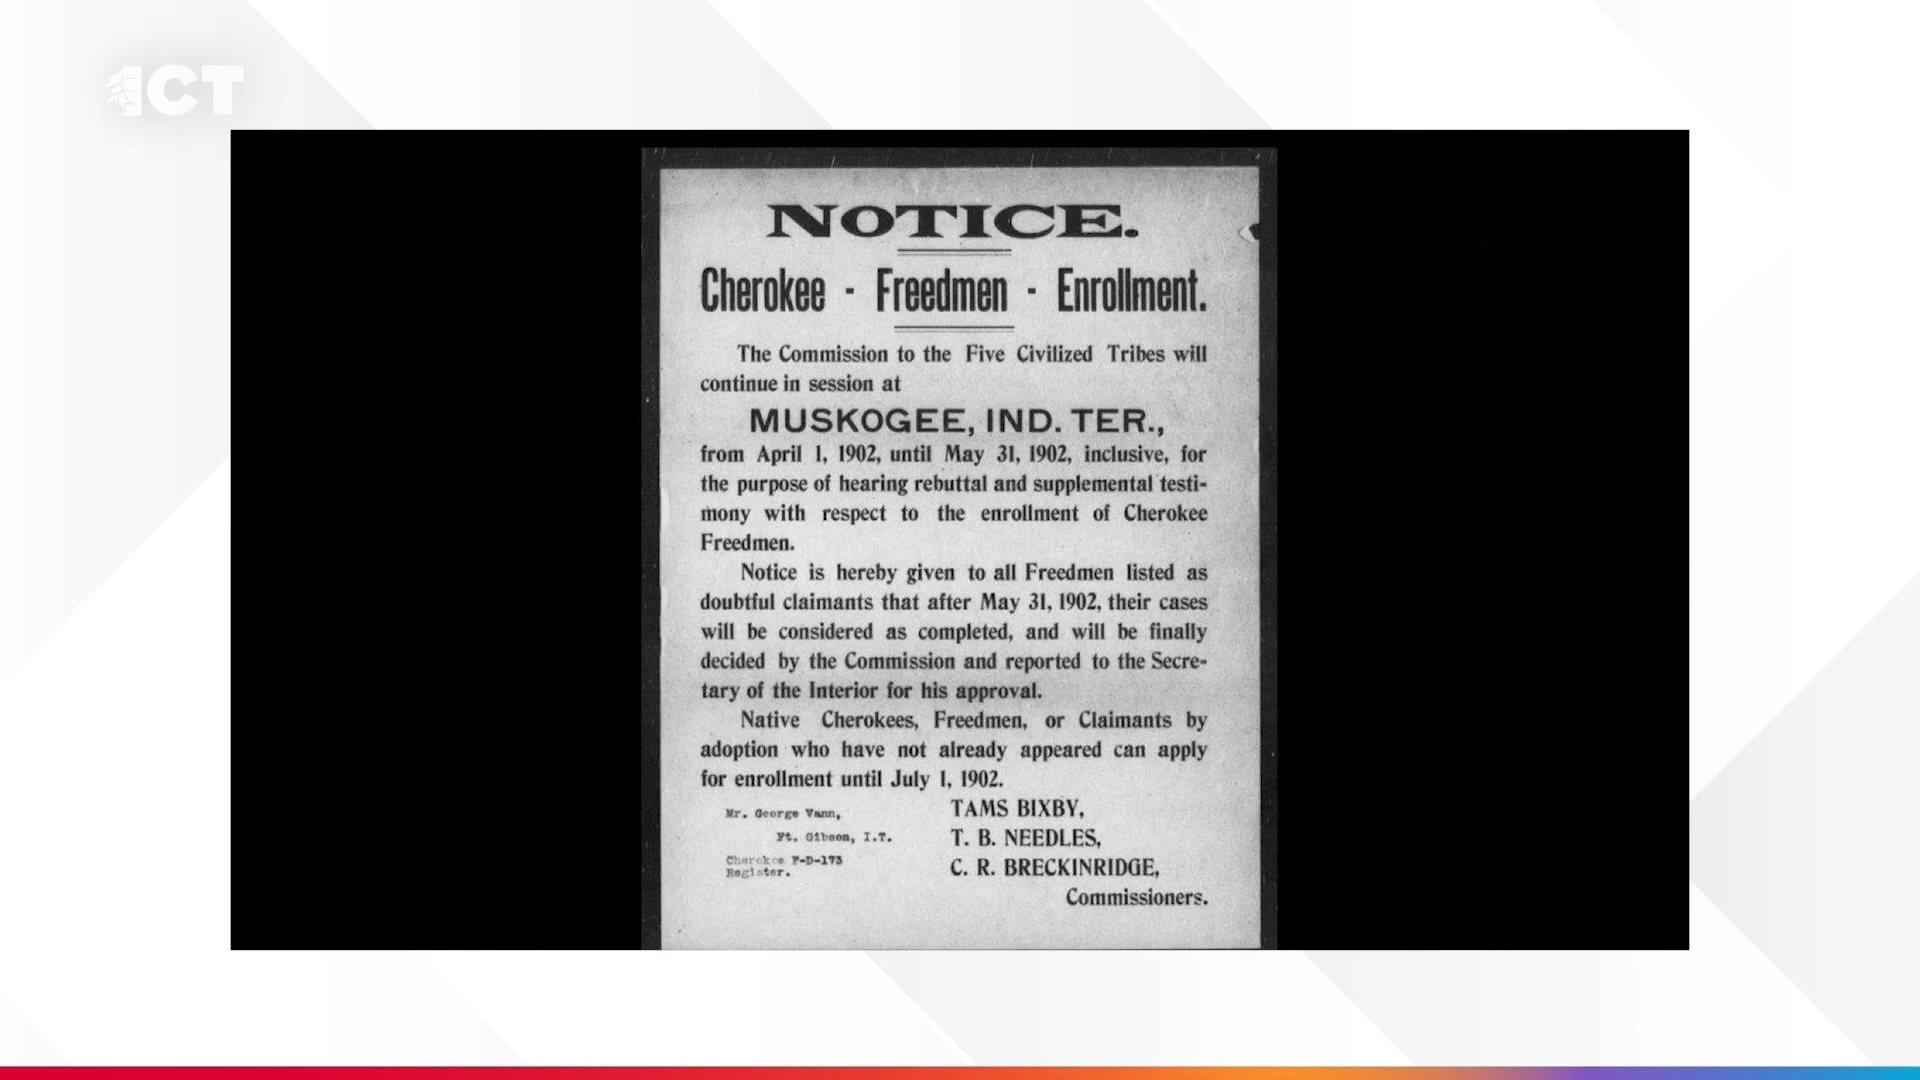 ICT
NOTICE.
Cherokee - Freedmen - Enrollment.
The Commission to the Five Civilized Tribes will
continue in session at
MUSKOGEE, IND. TER.,
from April 1, 1902, until May 31, 1902, inclusive, for
the purpose of hearing rebuttal and supplemental testi-
mony with respect to the enrollment of Cherokee
Freedmen.
Notice is hereby given to all Freedmen listed as
doubtful claimants that after May 31, 1902, their cases
will be considered as completed, and will be finally
decided by the Commission and reported to the Secre-
tary of the Interior for his approval.
Native Cherokees, Freedmen, or Claimants by
adoption who have not already appeared can apply
for enrollment until July 1, 1902.
Mr. George Vann,
Ft. Gibson, I.T.
Cherokee F-D-173
Register.
TAMS BIXBY,
T. B. NEEDLES,
C. R. BRECKINRIDGE,
Commissioners.